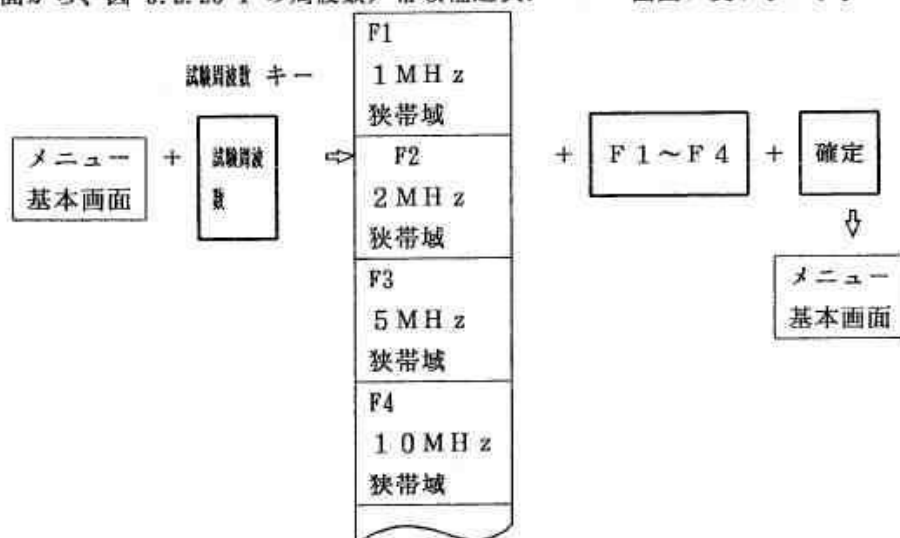 試験周波数 キー
メニュー
基本画面
+
試験周波
数
⇨
F1
1MHz
狭帯域
F2
2MHz
狭帯域
F3
5MHz
狭帯域
F4
10MHz
狭帯域
+
F1～F4
+
確定
⇩
メニュー
基本画面